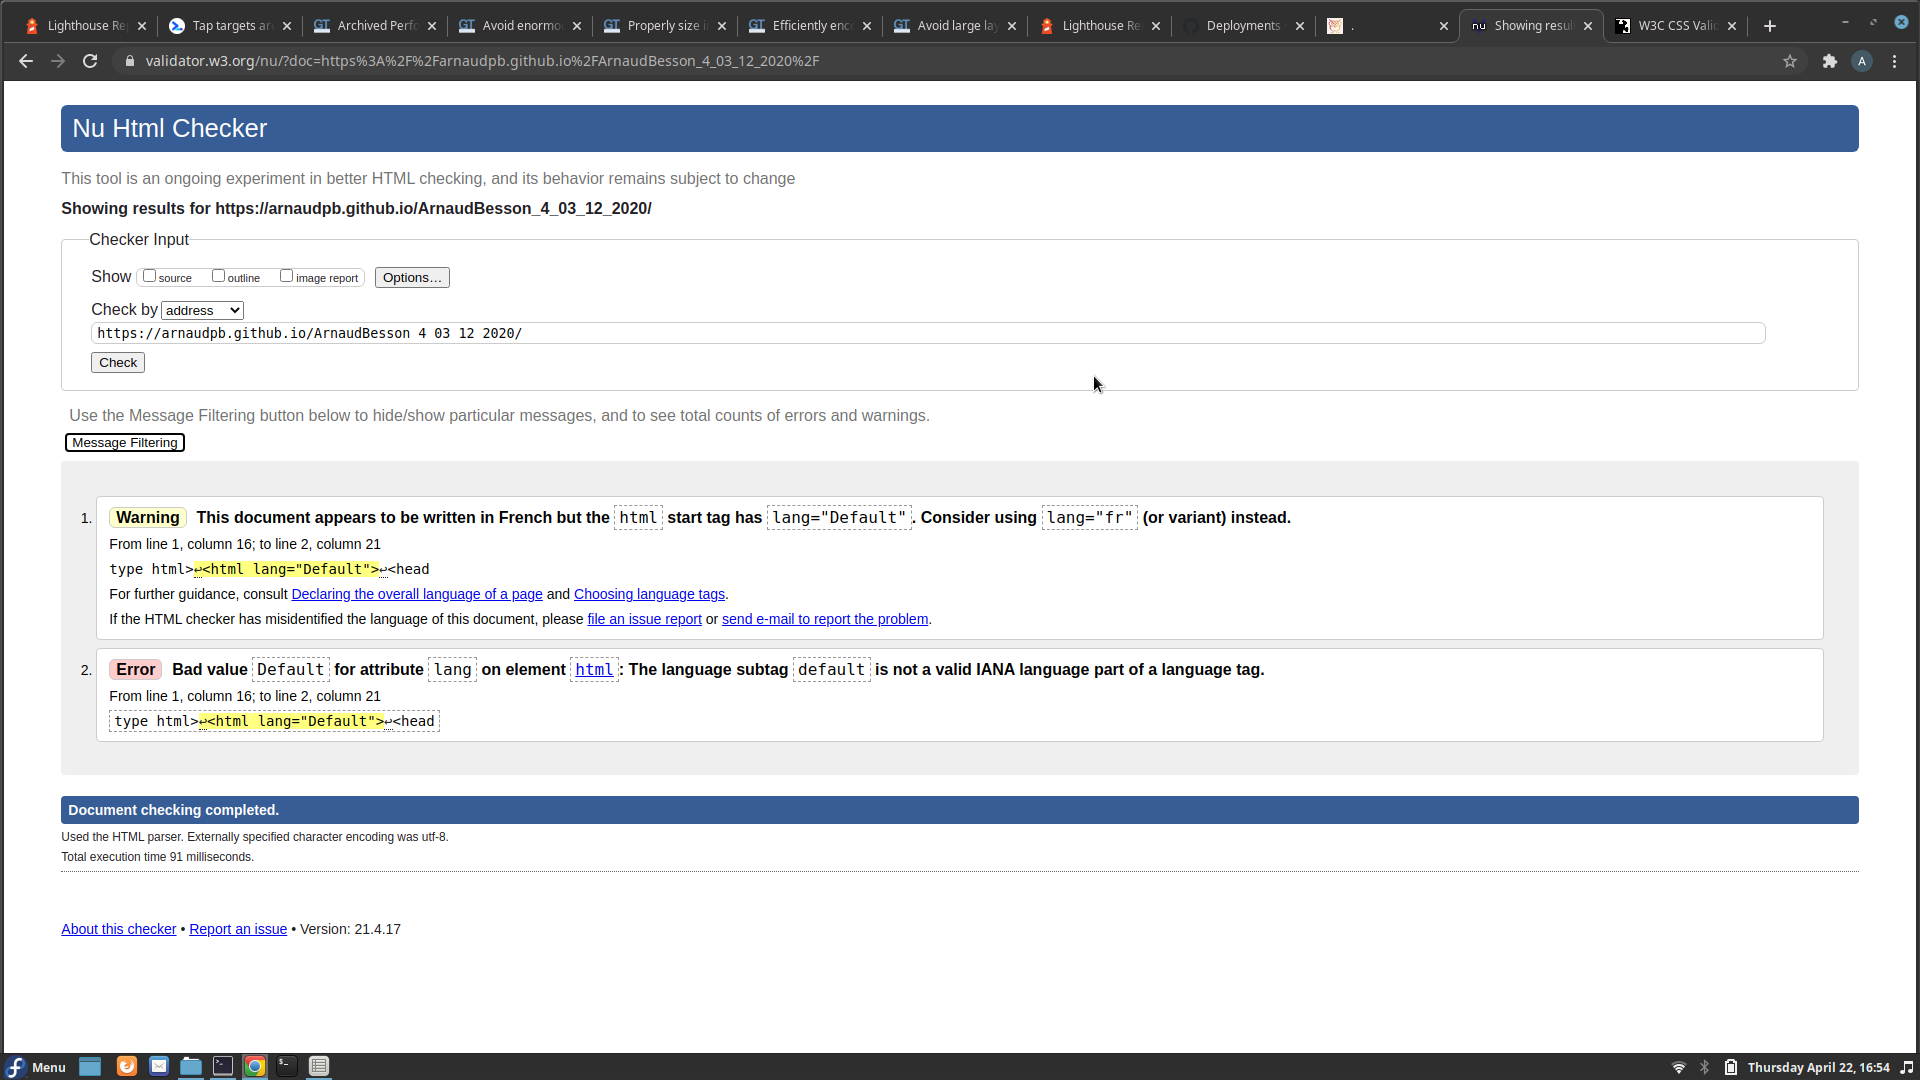 Lighthouse Re
Tap targets ar
GT Archived Perfo
GT Avoid enormo
GT Properly size i
GT Efficiently enc
GT Avoid large lay
Lighthouse Re
Deployments
.
nu Showing resul
W3C CSS Valid
validator.w3.org/nu/?doc=https%3A%2F%2Farnaudpb.github.io%2FArnaudBesson_4_03_12_2020%2F
A
Nu Html Checker
This tool is an ongoing experiment in better HTML checking, and its behavior remains subject to change
Showing results for https://arnaudpb.github.io/ArnaudBesson_4_03_12_2020/
Checker Input
Show source outline image report Options…
Check by address
https://arnaudpb.github.io/ArnaudBesson 4 03 12 2020/
Check
Use the Message Filtering button below to hide/show particular messages, and to see total counts of errors and warnings.
Message Filtering
1. Warning This document appears to be written in French but the html start tag has lang="Default". Consider using lang="fr" (or variant) instead.
From line 1, column 16; to line 2, column 21
type html>↩<html lang="Default">↩<head
For further guidance, consult Declaring the overall language of a page and Choosing language tags.
If the HTML checker has misidentified the language of this document, please file an issue report or send e-mail to report the problem.
2. Error Bad value Default for attribute lang on element html: The language subtag default is not a valid IANA language part of a language tag.
From line 1, column 16; to line 2, column 21
type html>↩<html lang="Default">↩<head
Document checking completed.
Used the HTML parser. Externally specified character encoding was utf-8.
Total execution time 91 milliseconds.
About this checker • Report an issue • Version: 21.4.17
Menu
Thursday April 22, 16:54